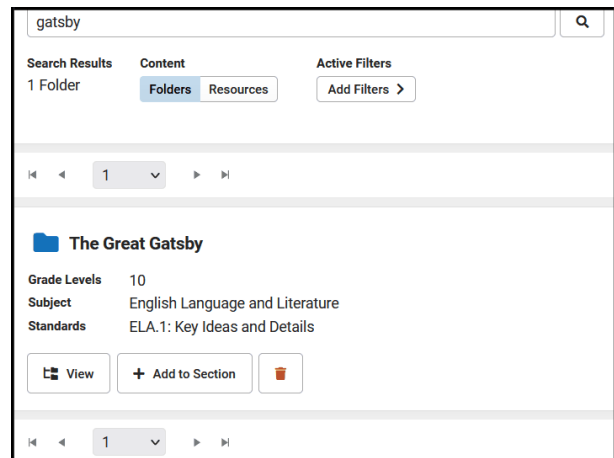 gatsby
Search Results Content Active Filters
1 Folder Folders Resources Add Filters
1
The Great Gatsby
Grade Levels 10
Subject English Language and Literature
Standards ELA.1: Key Ideas and Details
View + Add to Section
1